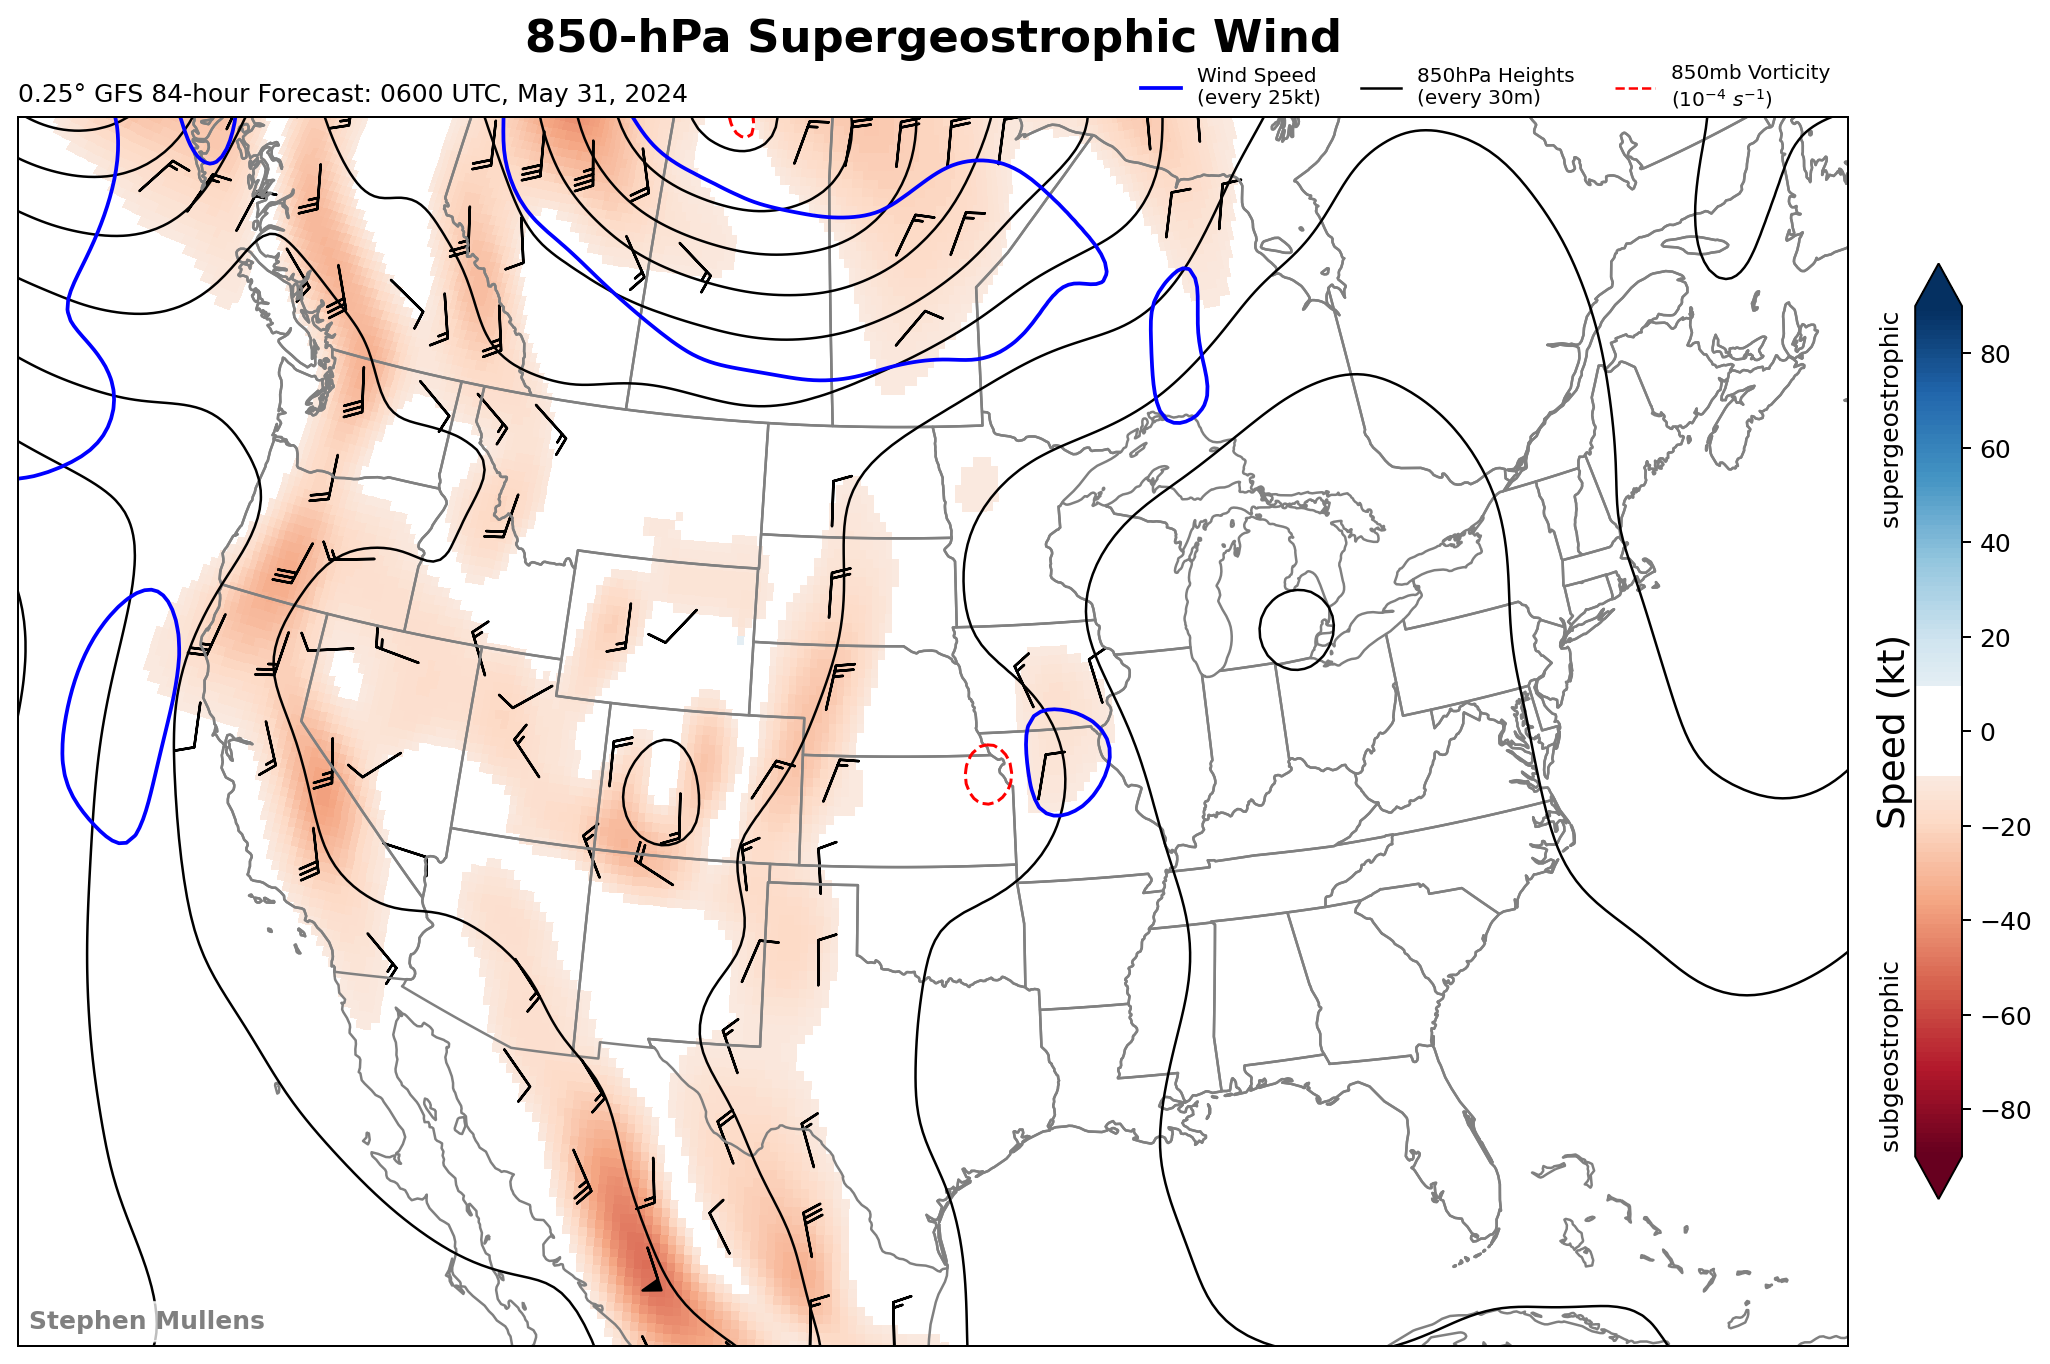 850-hPa Supergeostrophic Wind
0.25° GFS 84-hour Forecast: 0600 UTC, May 31, 2024
Wind Speed
(every 25kt)
850hPa Heights
(every 30m)
850mb Vorticity
(10⁻⁴ s⁻¹)
supergeostrophic
Speed (kt)
subgeostrophic
80
60
40
20
0
−20
−40
−60
−80
Stephen Mullens